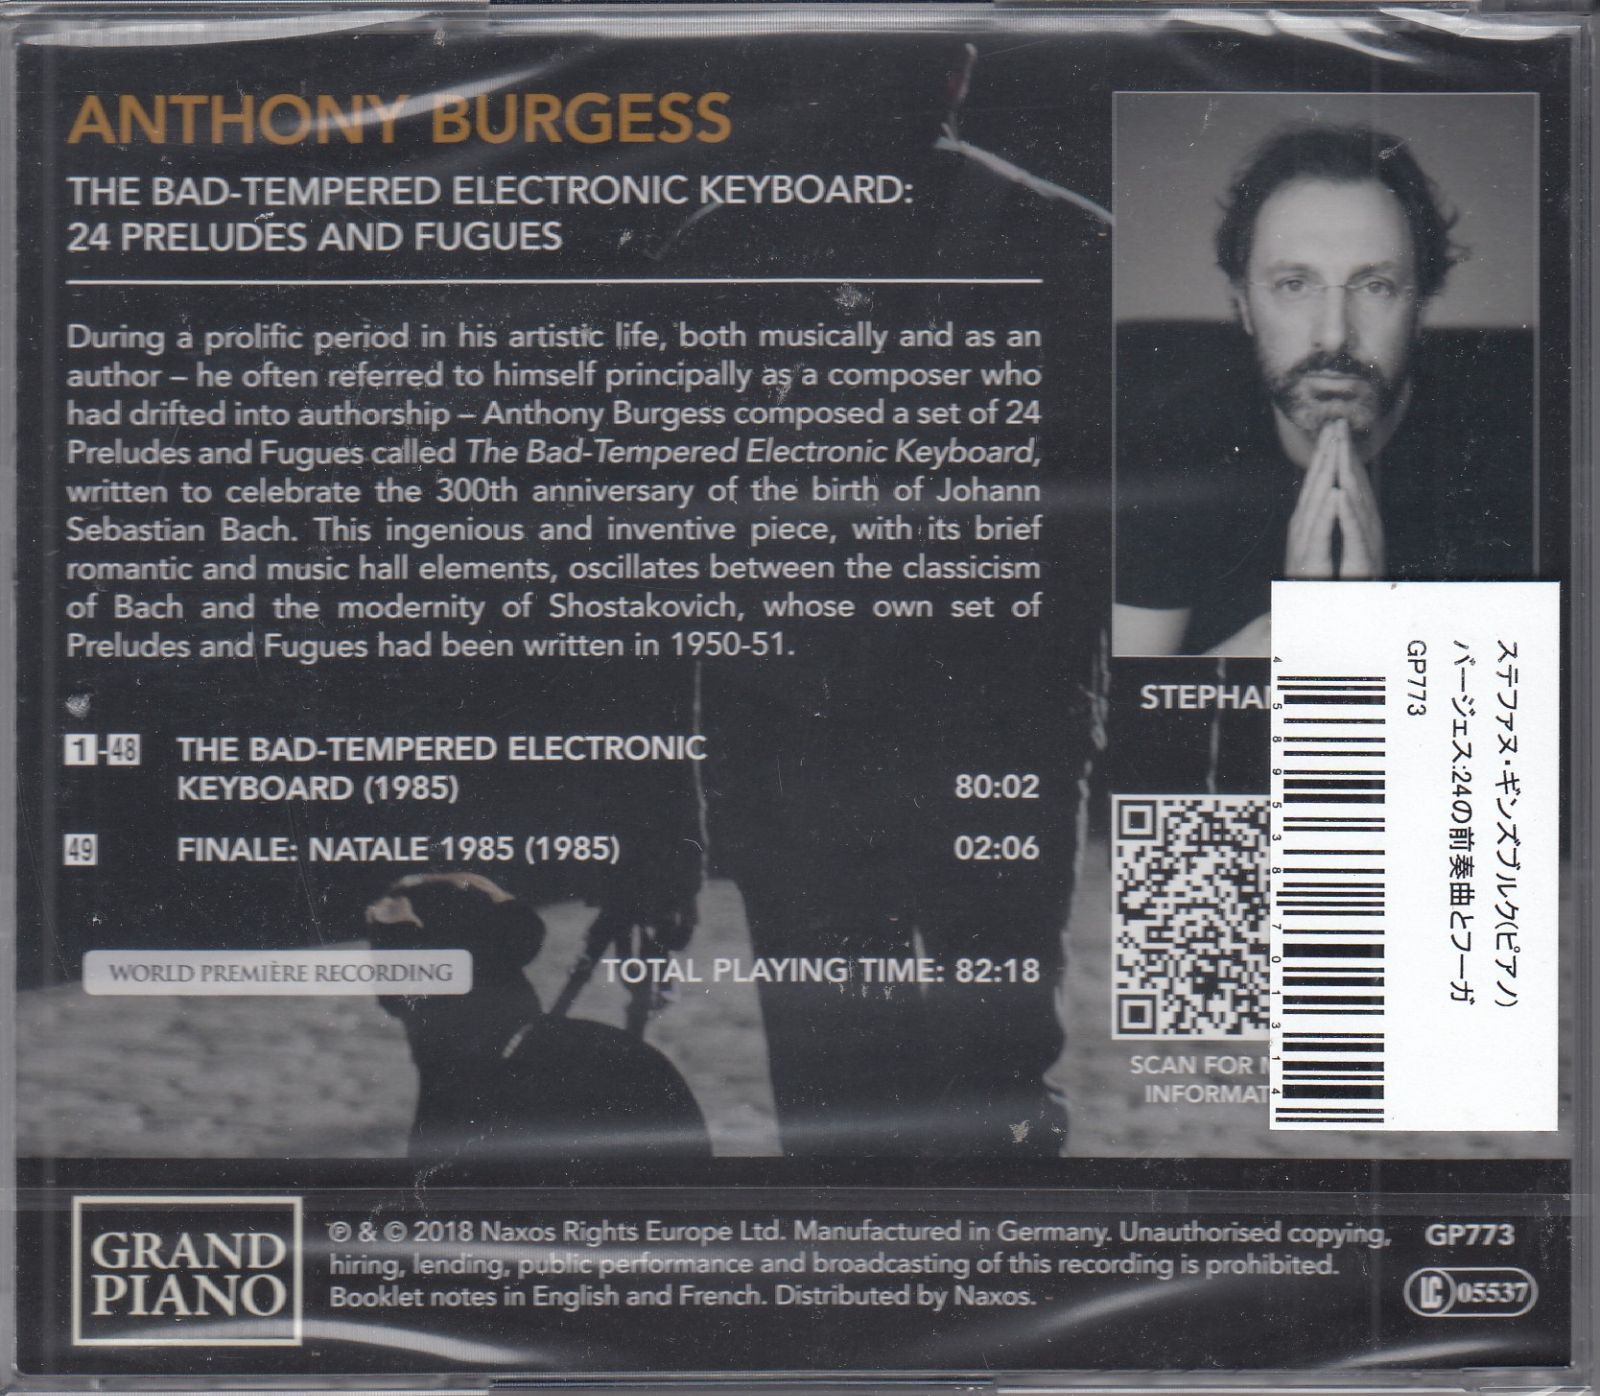 ANTHONY BURGESS
THE BAD-TEMPERED ELECTRONIC KEYBOARD:
24 PRELUDES AND FUGUES
During a prolific period in his artistic life, both musically and as an
author – he often referred to himself principally as a composer who
had drifted into authorship – Anthony Burgess composed a set of 24
Preludes and Fugues called The Bad-Tempered Electronic Keyboard,
written to celebrate the 300th anniversary of the birth of Johann
Sebastian Bach. This ingenious and inventive piece, with its brief
romantic and music hall elements, oscillates between the classicism
of Bach and the modernity of Shostakovich, whose own set of
Preludes and Fugues had been written in 1950-51.
1-48 THE BAD-TEMPERED ELECTRONIC
KEYBOARD (1985) 80:02
49 FINALE: NATALE 1985 (1985) 02:06
WORLD PREMIÈRE RECORDING
TOTAL PLAYING TIME: 82:18
SCAN FOR
ステファヌ・ギンズブルク(ピアノ)
バージェス:24の前奏曲とフーガ
GP773
4589538701314
GRAND
PIANO
℗ & © 2018 Naxos Rights Europe Ltd. Manufactured in Germany. Unauthorised copying,
hiring, lending, public performance and broadcasting of this recording is prohibited.
Booklet notes in English and French. Distributed by Naxos.
GP773
LC 05537